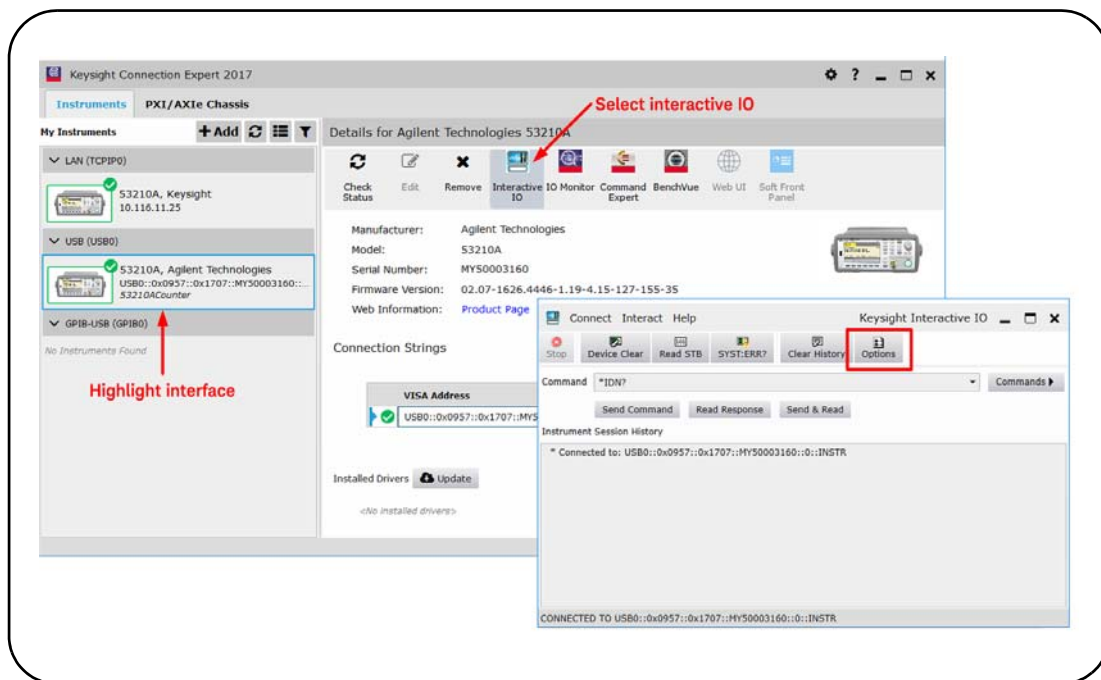 Keysight Connection Expert 2017
Instruments PXI/AXIe Chassis
Select interactive IO
My Instruments
Add
Details for Agilent Technologies 53210A
LAN (TCPIP0)
53210A, Keysight
10.116.11.25
USB (USB0)
53210A, Agilent Technologies
USB0::0x0957::0x1707::MY50003160::...
53210ACounter
GPIB-USB (GPIB0)
No Instruments Found
Highlight interface
Check Status
Edit
Remove
Interactive IO
IO Monitor
Command Expert
BenchVue
Web UI
Soft Front Panel
Manufacturer: Agilent Technologies
Model: 53210A
Serial Number: MY50003160
Firmware Version: 02.07-1626.4446-1.19-4.15-127-155-35
Web Information: Product Page
Connection Strings
VISA Address
USB0::0x0957::0x1707::MY5
Installed Drivers Update
<No installed drivers>
Connect Interact Help
Keysight Interactive IO
Stop
Device Clear
Read STB
SYST:ERR?
Clear History
Options
Command *IDN? Commands
Send Command Read Response Send & Read
Instrument Session History
* Connected to: USB0::0x0957::0x1707::MY50003160::0::INSTR
CONNECTED TO USB0::0x0957::0x1707::MY50003160::0::INSTR